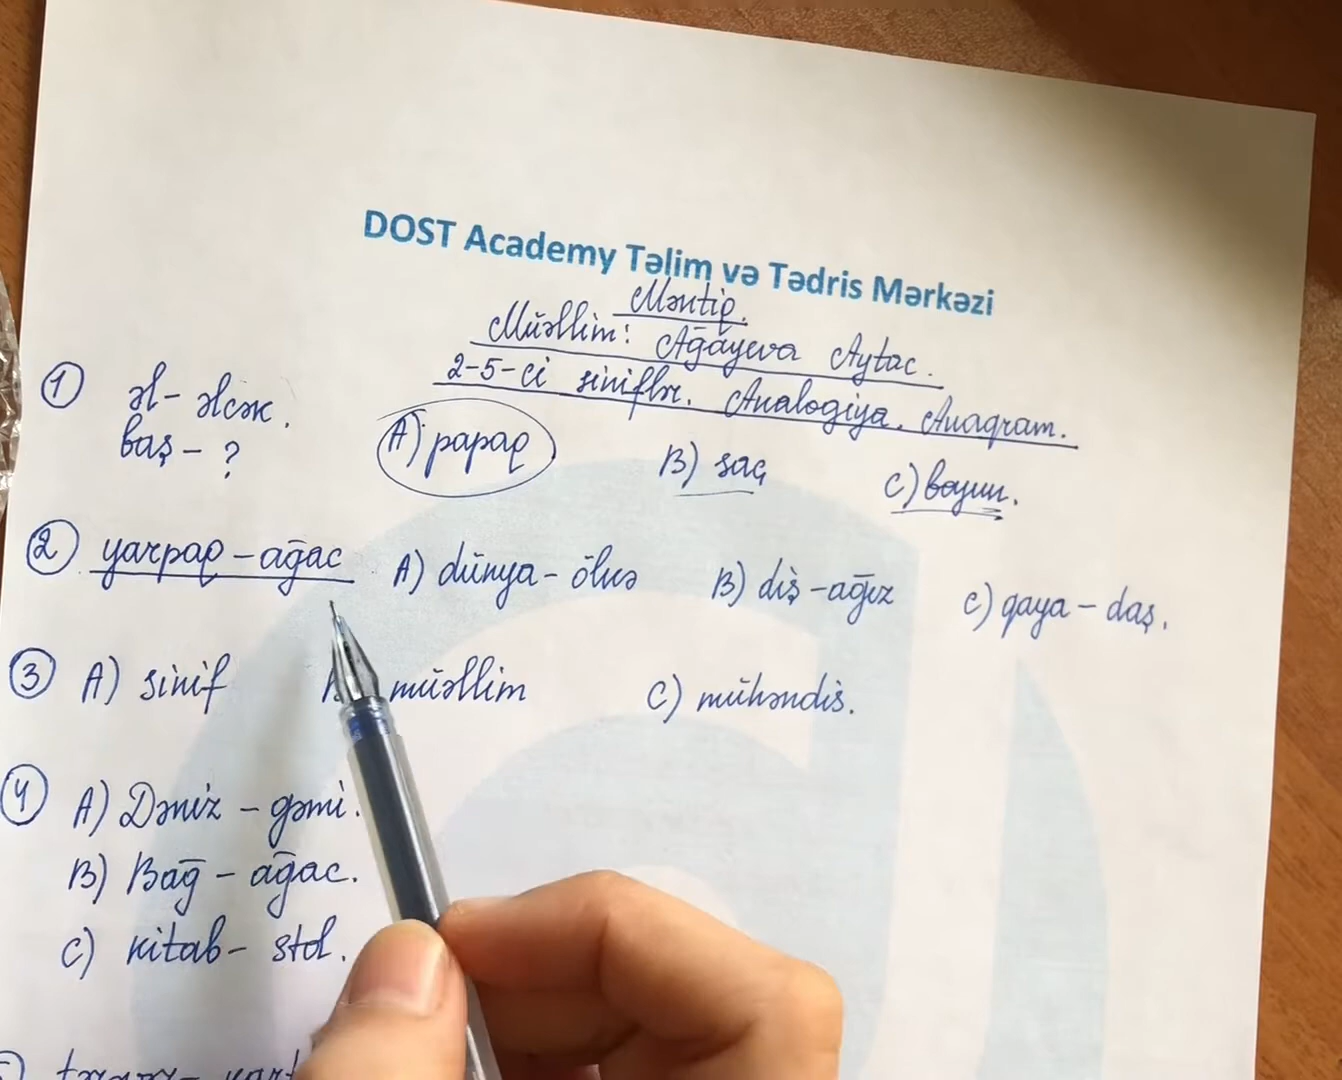 DOST Academy Təlim və Tədris Mərkəzi
Məntiq.
Müəllim: Ağayeva Aytac.
2-5-ci siniflər. Analogiya. Anagram.
① əl - əlcək.
baş - ? A) papaq B) saç C) boyun.
② yarpaq - ağac A) dünya - ölkə B) diş - ağız C) qaya - daş.
③ A) sinif müəllim C) mühəndis.
④ A) Dəniz - gəmi.
B) Bağ - ağac.
C) kitab - stol.